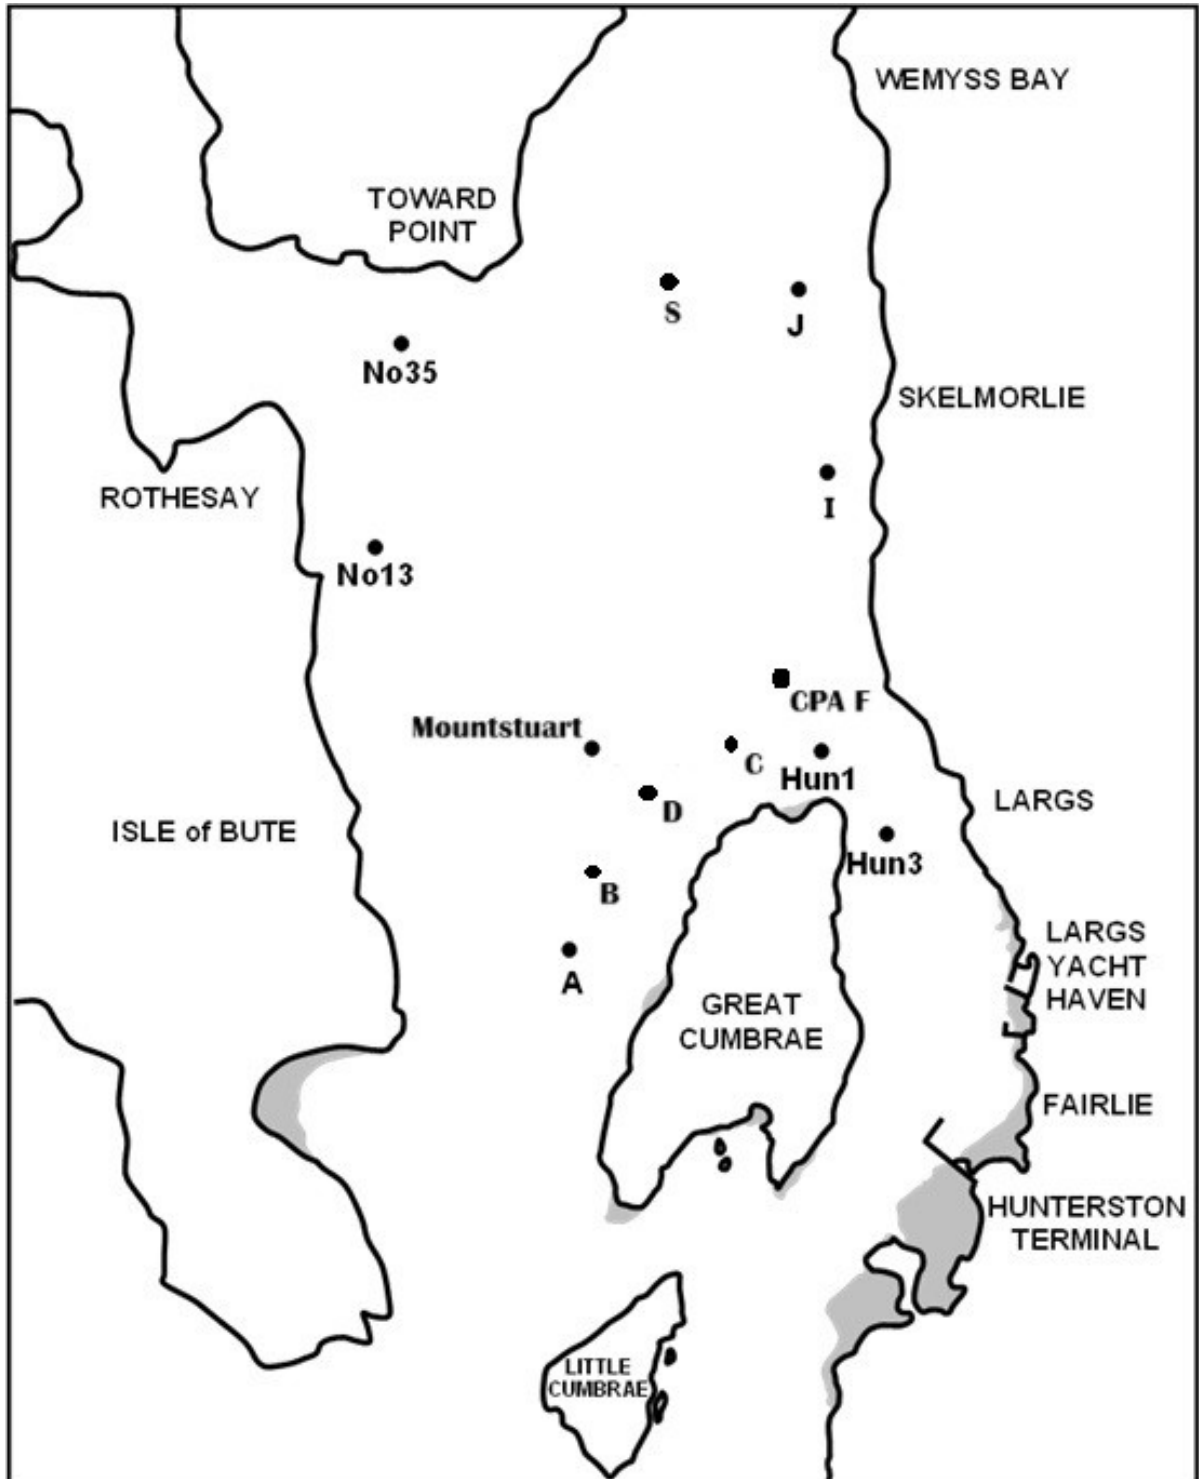 WEMYSS BAY
TOWARD
POINT
S
J
No35
SKELMORLIE
ROTHESAY
I
No13
CPA F
Mountstuart
C
Hun1
LARGS
D
ISLE of BUTE
Hun3
B
LARGS
YACHT
HAVEN
A
GREAT
CUMBRAE
FAIRLIE
HUNTERSTON
TERMINAL
LITTLE
CUMBRAE